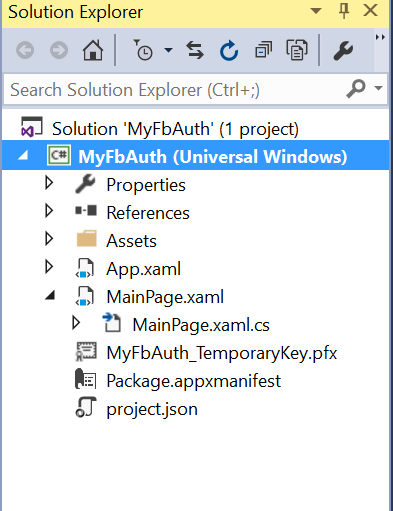 Solution Explorer
Search Solution Explorer (Ctrl+;)
Solution 'MyFbAuth' (1 project)
C# MyFbAuth (Universal Windows)
Properties
References
Assets
App.xaml
MainPage.xaml
MainPage.xaml.cs
MyFbAuth_TemporaryKey.pfx
Package.appxmanifest
project.json